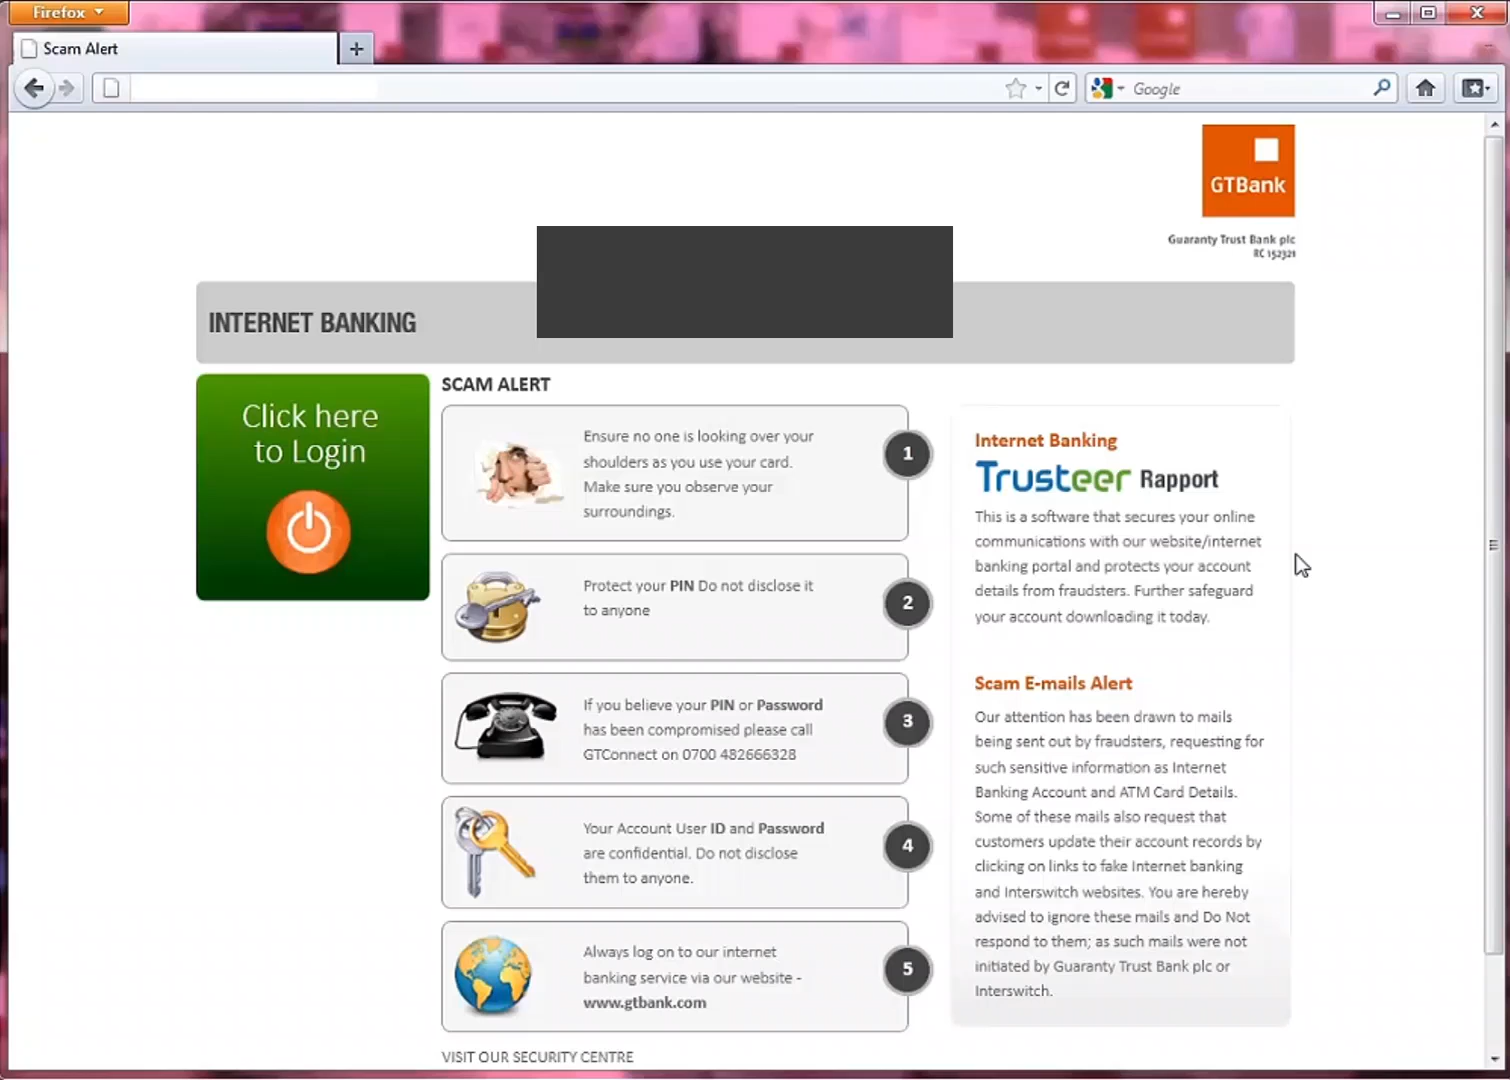 Firefox
Scam Alert
Google
GTBank
Guaranty Trust Bank plc
RC 152321
INTERNET BANKING
Click here
to Login
SCAM ALERT
Ensure no one is looking over your
shoulders as you use your card.
Make sure you observe your
surroundings.
1
Protect your PIN Do not disclose it
to anyone
2
If you believe your PIN or Password
has been compromised please call
GTConnect on 0700 482666328
3
Your Account User ID and Password
are confidential. Do not disclose
them to anyone.
4
Always log on to our internet
banking service via our website -
www.gtbank.com
5
VISIT OUR SECURITY CENTRE
Internet Banking
Trusteer Rapport
This is a software that secures your online
communications with our website/internet
banking portal and protects your account
details from fraudsters. Further safeguard
your account downloading it today.
Scam E-mails Alert
Our attention has been drawn to mails
being sent out by fraudsters, requesting for
such sensitive information as Internet
Banking Account and ATM Card Details.
Some of these mails also request that
customers update their account records by
clicking on links to fake Internet banking
and Interswitch websites. You are hereby
advised to ignore these mails and Do Not
respond to them; as such mails were not
initiated by Guaranty Trust Bank plc or
Interswitch.